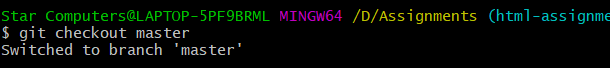 Star Computers@LAPTOP-5PF9BRML MINGW64 /D/Assignments (html-assignme
$ git checkout master
Switched to branch 'master'